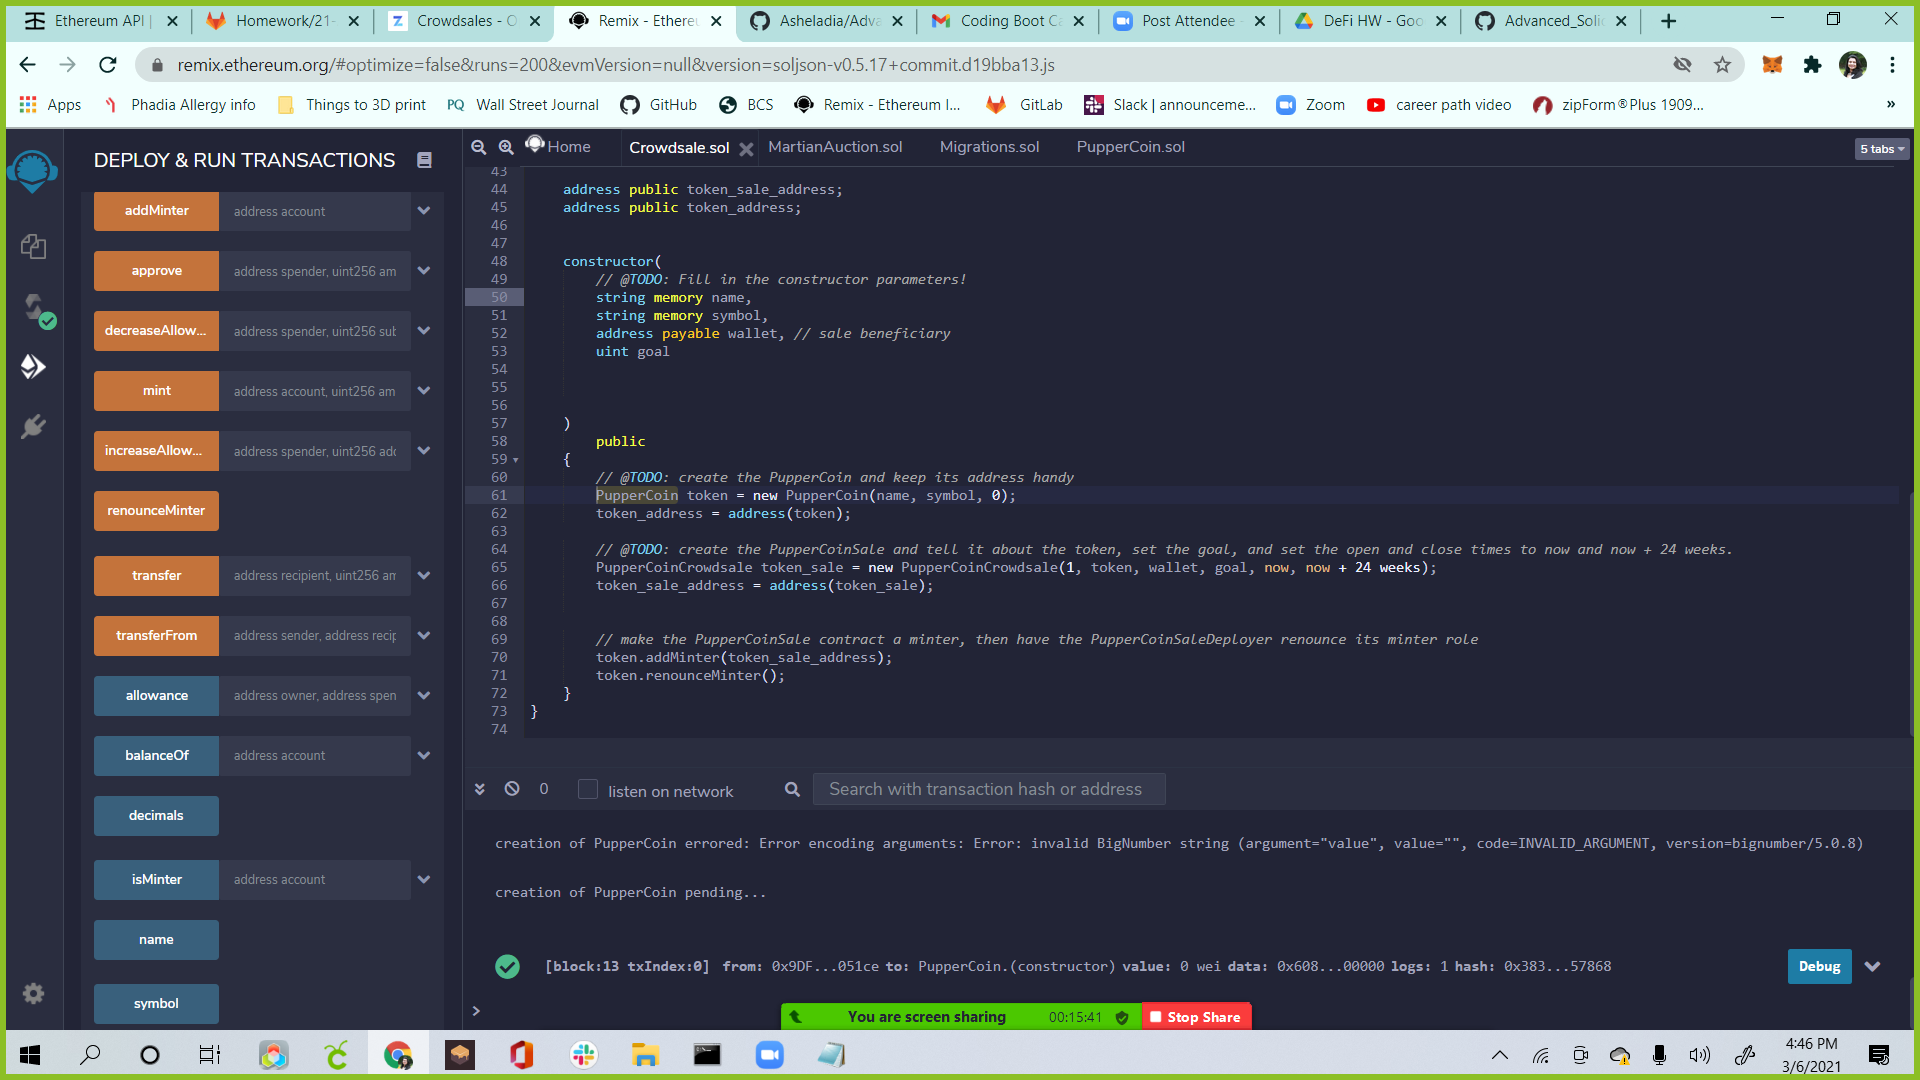 Ethereum API |
Homework/21-
Crowdsales - O
Remix - Ethere
Asheladia/Adva
Coding Boot Ca
Post Attendee -
DeFi HW - Goo
Advanced_Soli
remix.ethereum.org/#optimize=false&runs=200&evmVersion=null&version=soljson-v0.5.17+commit.d19bba13.js
Apps
Phadia Allergy info
Things to 3D print
PQ Wall Street Journal
GitHub
BCS
Remix - Ethereum I...
GitLab
Slack | announceme...
Zoom
career path video
zipForm®Plus 1909...
»
DEPLOY & RUN TRANSACTIONS
addMinter address account
approve address spender, uint256 am
decreaseAllow... address spender, uint256 sub
mint address account, uint256 am
increaseAllow... address spender, uint256 add
renounceMinter
transfer address recipient, uint256 am
transferFrom address sender, address recip
allowance address owner, address spen
balanceOf address account
decimals
isMinter address account
name
symbol
Home
Crowdsale.sol
MartianAuction.sol
Migrations.sol
PupperCoin.sol
5 tabs
43
44 address public token_sale_address;
45 address public token_address;
46
47
48 constructor(
49 // @TODO: Fill in the constructor parameters!
50 string memory name,
51 string memory symbol,
52 address payable wallet, // sale beneficiary
53 uint goal
54
55
56
57 )
58 public
59 {
60 // @TODO: create the PupperCoin and keep its address handy
61 PupperCoin token = new PupperCoin(name, symbol, 0);
62 token_address = address(token);
63
64 // @TODO: create the PupperCoinSale and tell it about the token, set the goal, and set the open and close times to now and now + 24 weeks.
65 PupperCoinCrowdsale token_sale = new PupperCoinCrowdsale(1, token, wallet, goal, now, now + 24 weeks);
66 token_sale_address = address(token_sale);
67
68
69 // make the PupperCoinSale contract a minter, then have the PupperCoinSaleDeployer renounce its minter role
70 token.addMinter(token_sale_address);
71 token.renounceMinter();
72 }
73 }
74
0
listen on network
Search with transaction hash or address
creation of PupperCoin errored: Error encoding arguments: Error: invalid BigNumber string (argument="value", value="", code=INVALID_ARGUMENT, version=bignumber/5.0.8)
creation of PupperCoin pending...
[block:13 txIndex:0] from: 0x9DF...051ce to: PupperCoin.(constructor) value: 0 wei data: 0x608...00000 logs: 1 hash: 0x383...57868
Debug
>
You are screen sharing 00:15:41 Stop Share
4:46 PM
3/6/2021